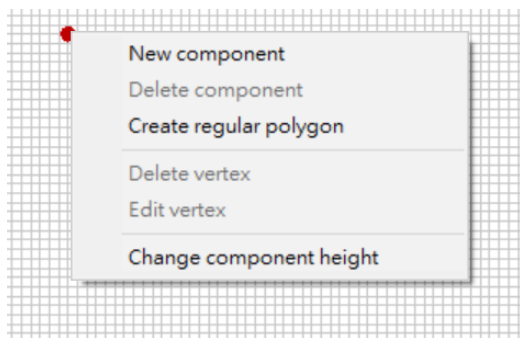 New component
Delete component
Create regular polygon
Delete vertex
Edit vertex
Change component height